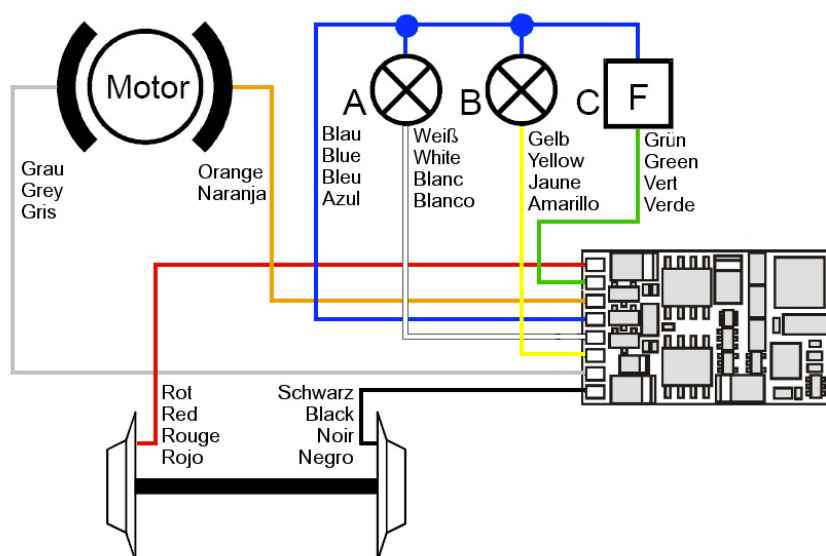 Motor
A
B
C
F
Blau
Blue
Bleu
Azul
Weiß
White
Blanc
Blanco
Gelb
Yellow
Jaune
Amarillo
Grün
Green
Vert
Verde
Grau
Grey
Gris
Orange
Naranja
Rot
Red
Rouge
Rojo
Schwarz
Black
Noir
Negro